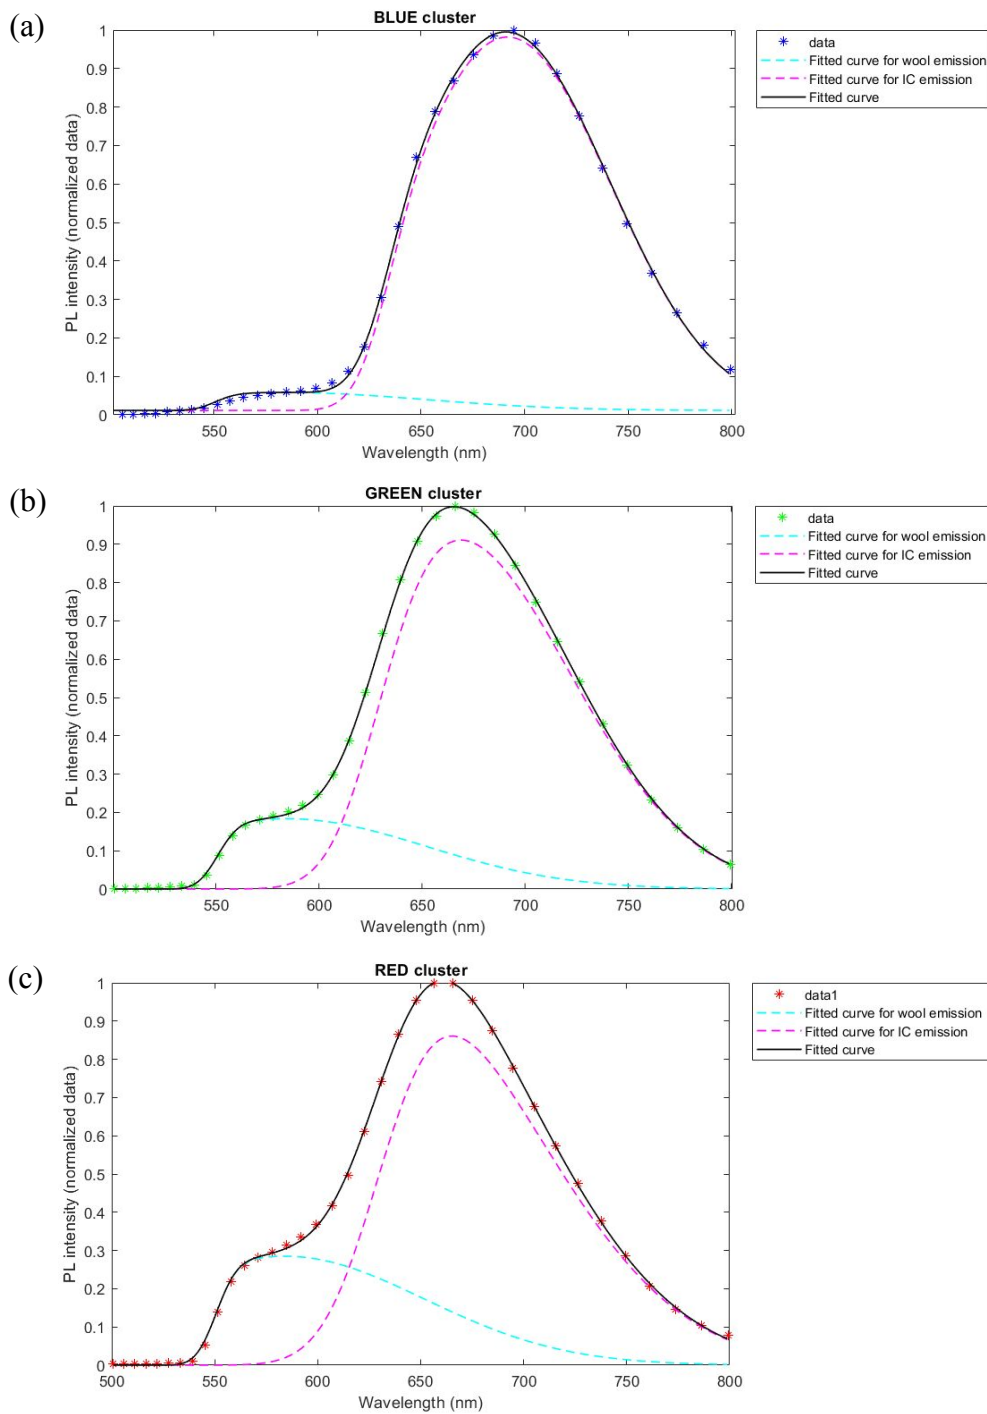 (a)
BLUE cluster
1
0.9
0.8
0.7
0.6
0.5
0.4
0.3
0.2
0.1
0
PL intensity (normalized data)
550 600 650 700 750 800
Wavelength (nm)
data
Fitted curve for wool emission
Fitted curve for IC emission
Fitted curve
(b)
GREEN cluster
1
0.9
0.8
0.7
0.6
0.5
0.4
0.3
0.2
0.1
0
PL intensity (normalized data)
550 600 650 700 750 800
Wavelength (nm)
data
Fitted curve for wool emission
Fitted curve for IC emission
Fitted curve
(c)
RED cluster
1
0.9
0.8
0.7
0.6
0.5
0.4
0.3
0.2
0.1
0
PL intensity (normalized data)
500 550 600 650 700 750 800
Wavelength (nm)
data1
Fitted curve for wool emission
Fitted curve for IC emission
Fitted curve